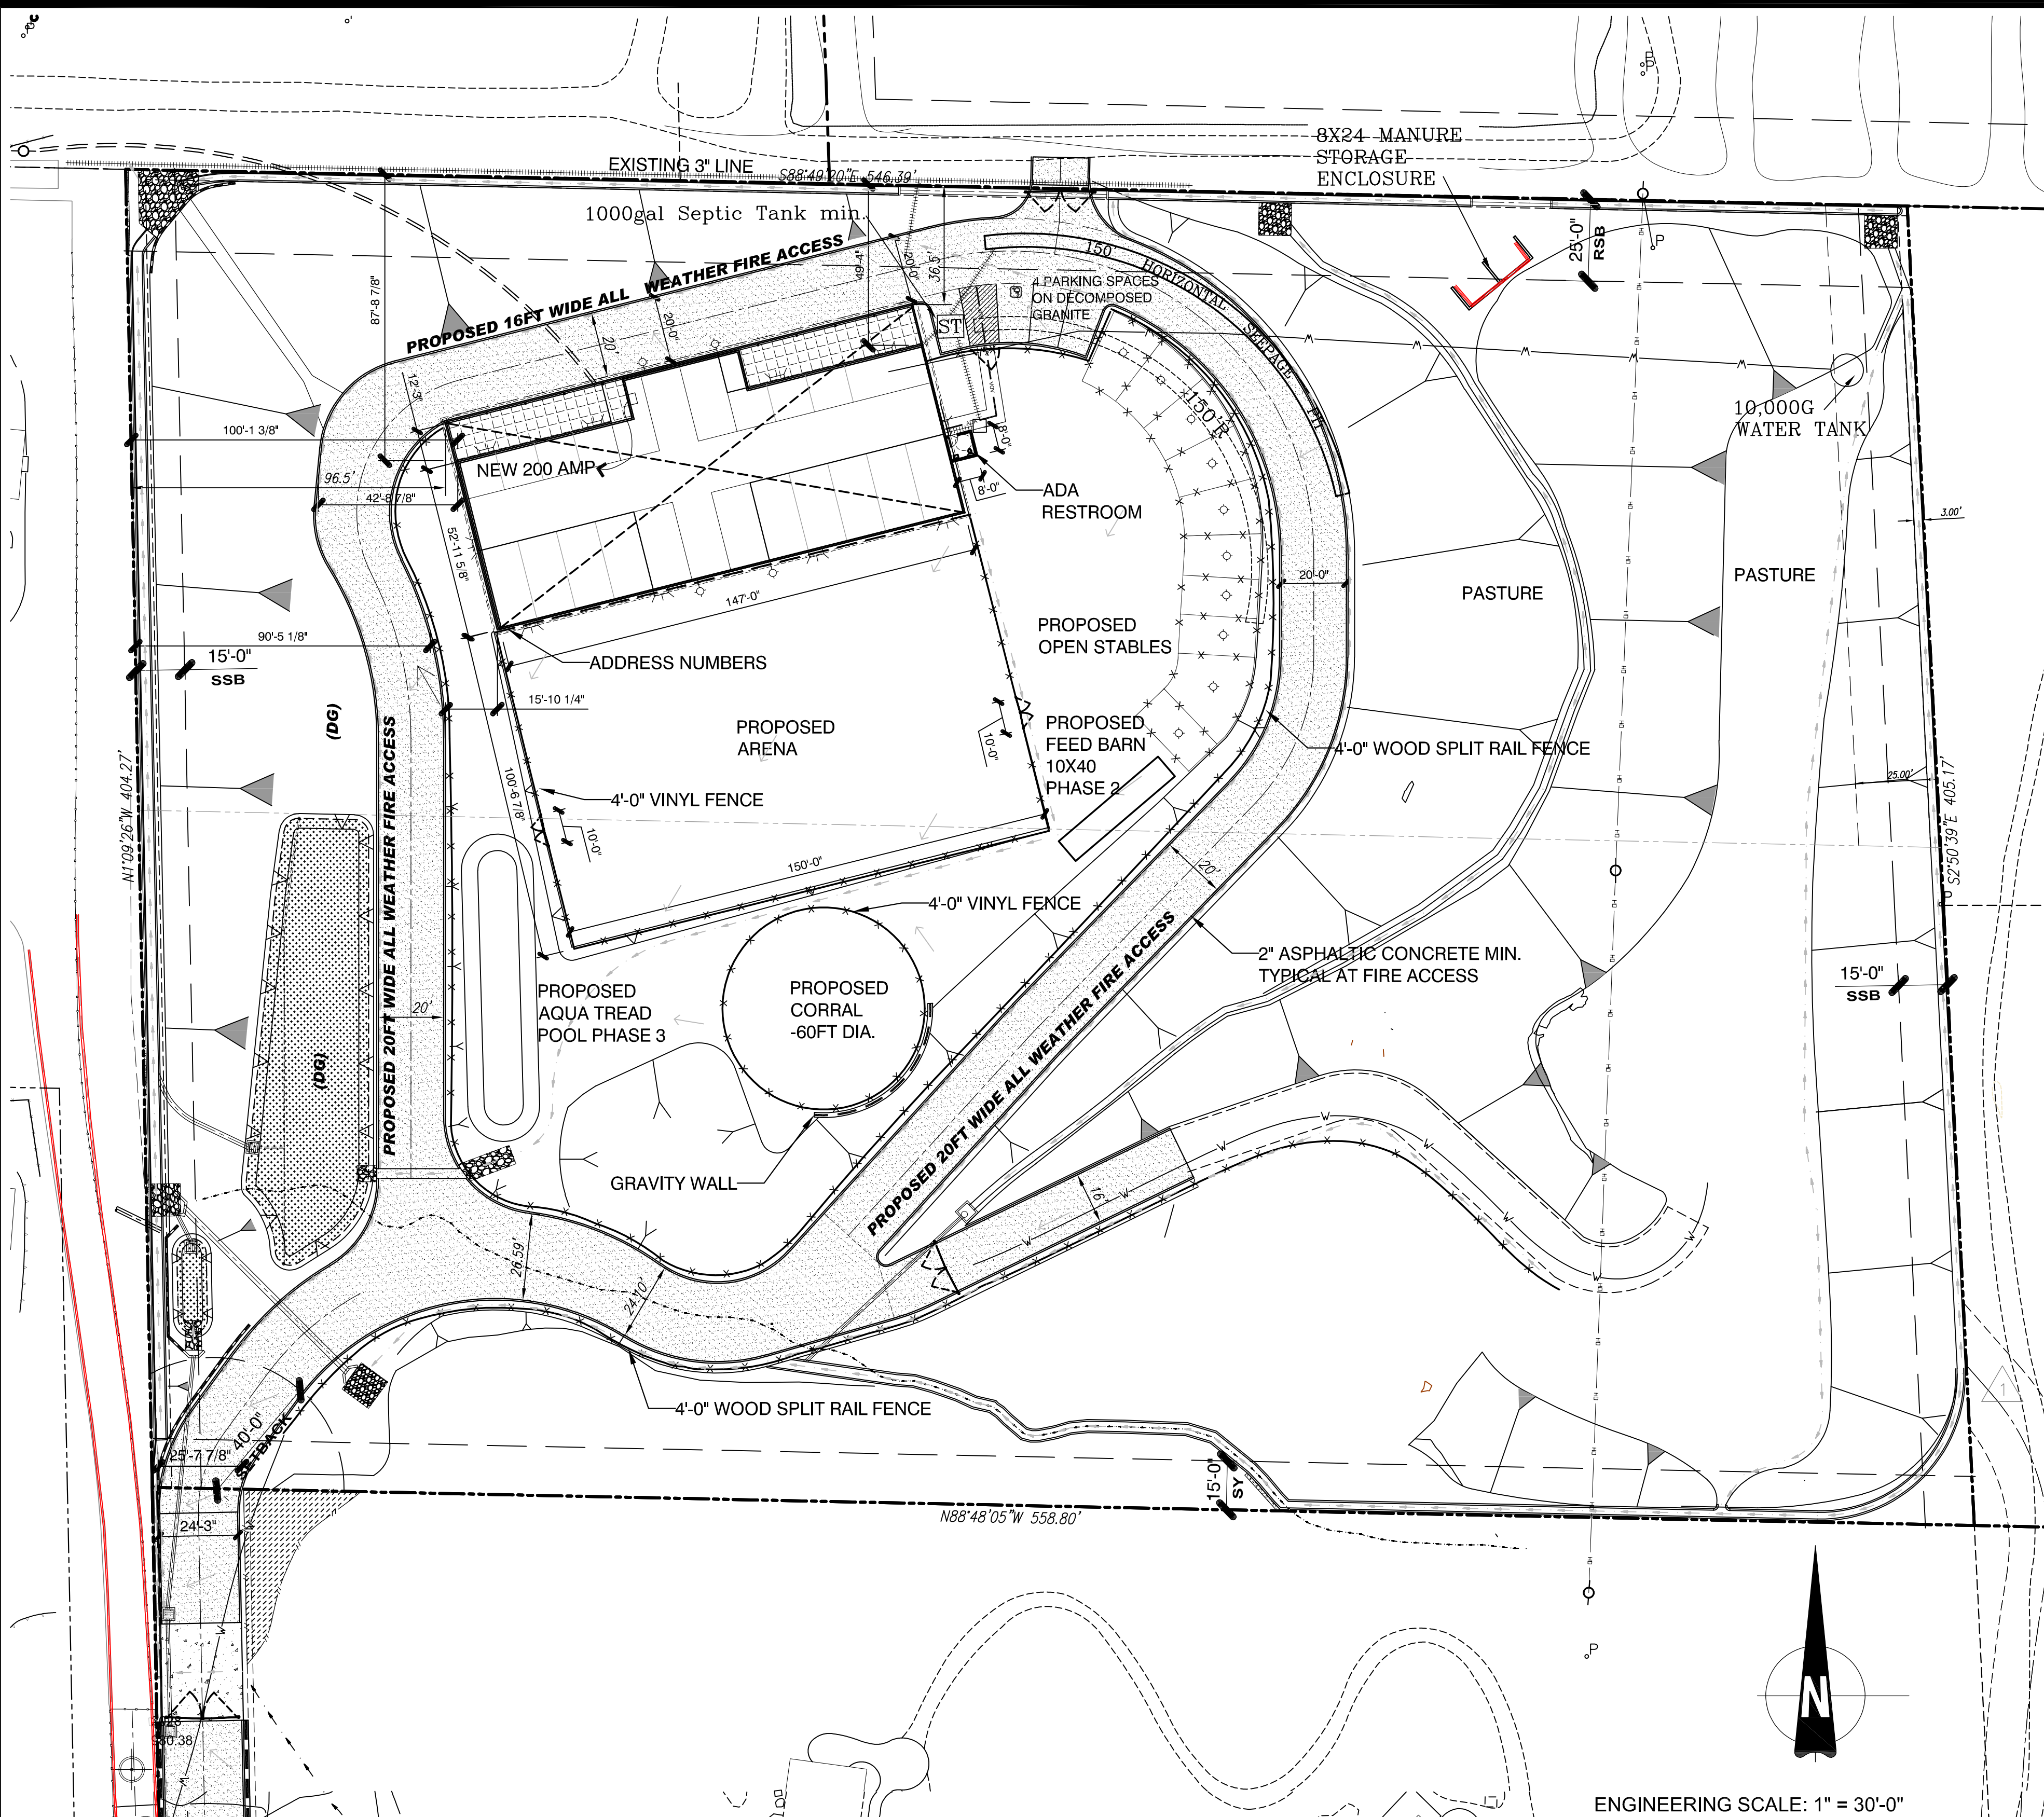 P
P
8X24 MANURE
STORAGE
ENCLOSURE
EXISTING 3" LINE
S88°49'20"E 546.39'
1000gal Septic Tank min.
25'-0"
RSB
P
PROPOSED 16FT WIDE ALL WEATHER FIRE ACCESS
87'-8 7/8"
49'-4"
20'-0"
36.5'
150' HORIZONTAL SEEPAGE PIT
4 PARKING SPACES
ON DECOMPOSED
GRANITE
ST
20'-0"
20'
12'-3"
150'R
10,000G
WATER TANK
100'-1 3/8"
96.5'
42'-8 7/8"
NEW 200 AMP
8'-0"
8'-0"
ADA
RESTROOM
3.00'
52'-11 5/8"
147'-0"
20'-0"
PASTURE
PASTURE
PROPOSED
OPEN STABLES
90'-5 1/8"
15'-0"
SSB
ADDRESS NUMBERS
15'-10 1/4"
(DG)
PROPOSED
ARENA
10'-0"
PROPOSED
FEED BARN
10X40
PHASE 2
4'-0" WOOD SPLIT RAIL FENCE
N1°09'26"W 404.27'
PROPOSED 20FT WIDE ALL WEATHER FIRE ACCESS
100'-6 7/8"
4'-0" VINYL FENCE
10'-0"
25.00'
S2°50'39"E 405.17'
150'-0"
20'
4'-0" VINYL FENCE
2" ASPHALTIC CONCRETE MIN.
TYPICAL AT FIRE ACCESS
15'-0"
SSB
PROPOSED
AQUA TREAD
POOL PHASE 3
PROPOSED
CORRAL
-60FT DIA.
20'
(DG)
PROPOSED 20FT WIDE ALL WEATHER FIRE ACCESS
GRAVITY WALL
16'
26.59'
24.10'
4'-0" WOOD SPLIT RAIL FENCE
1
40'-0"
SETBACK
25'-7 7/8"
15'-0"
SY
24'-3"
N88°48'05"W 558.80'
P
N
ENGINEERING SCALE: 1" = 30'-0"